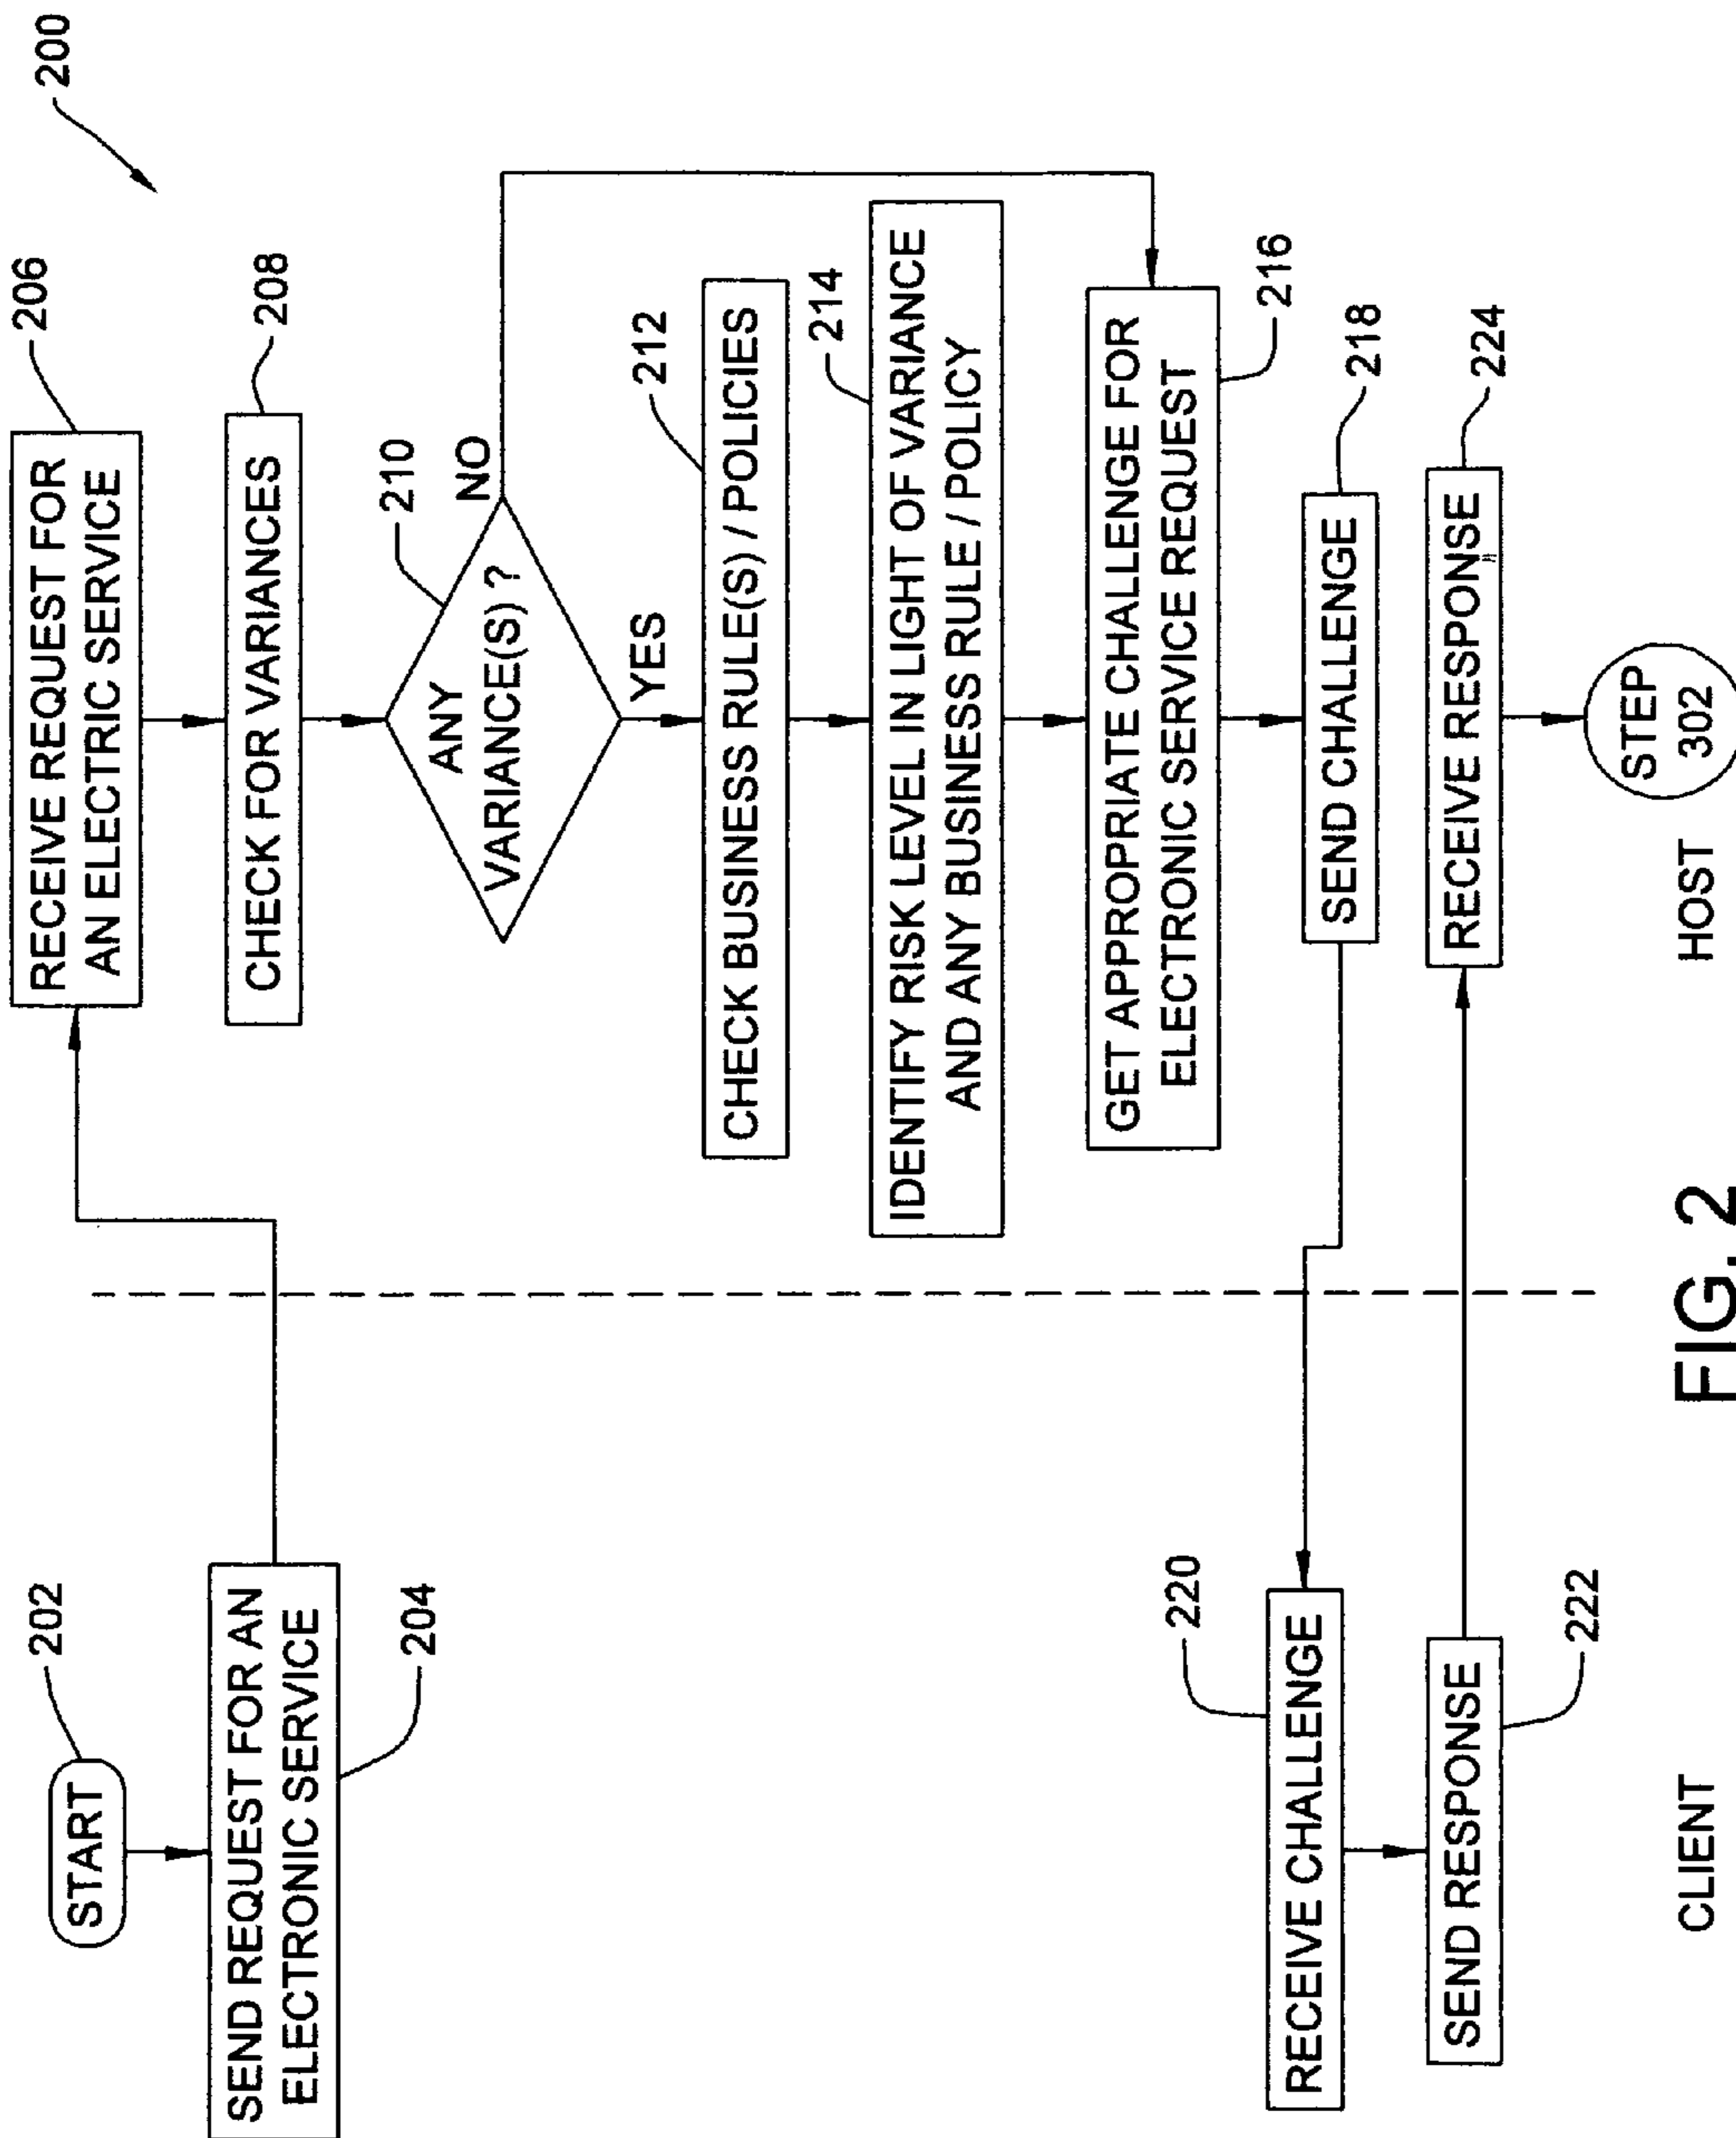 200
202
START
SEND REQUEST FOR AN
ELECTRONIC SERVICE
204
206
RECEIVE REQUEST FOR
AN ELECTRIC SERVICE
CHECK FOR VARIANCES
208
210
ANY
VARIANCE(S) ?
NO
YES
212
CHECK BUSINESS RULE(S) / POLICIES
214
IDENTIFY RISK LEVEL IN LIGHT OF VARIANCE
AND ANY BUSINESS RULE / POLICY
GET APPROPRIATE CHALLENGE FOR
ELECTRONIC SERVICE REQUEST
216
SEND CHALLENGE
218
220
RECEIVE CHALLENGE
SEND RESPONSE
222
RECEIVE RESPONSE
224
STEP
302
CLIENT
HOST
FIG. 2